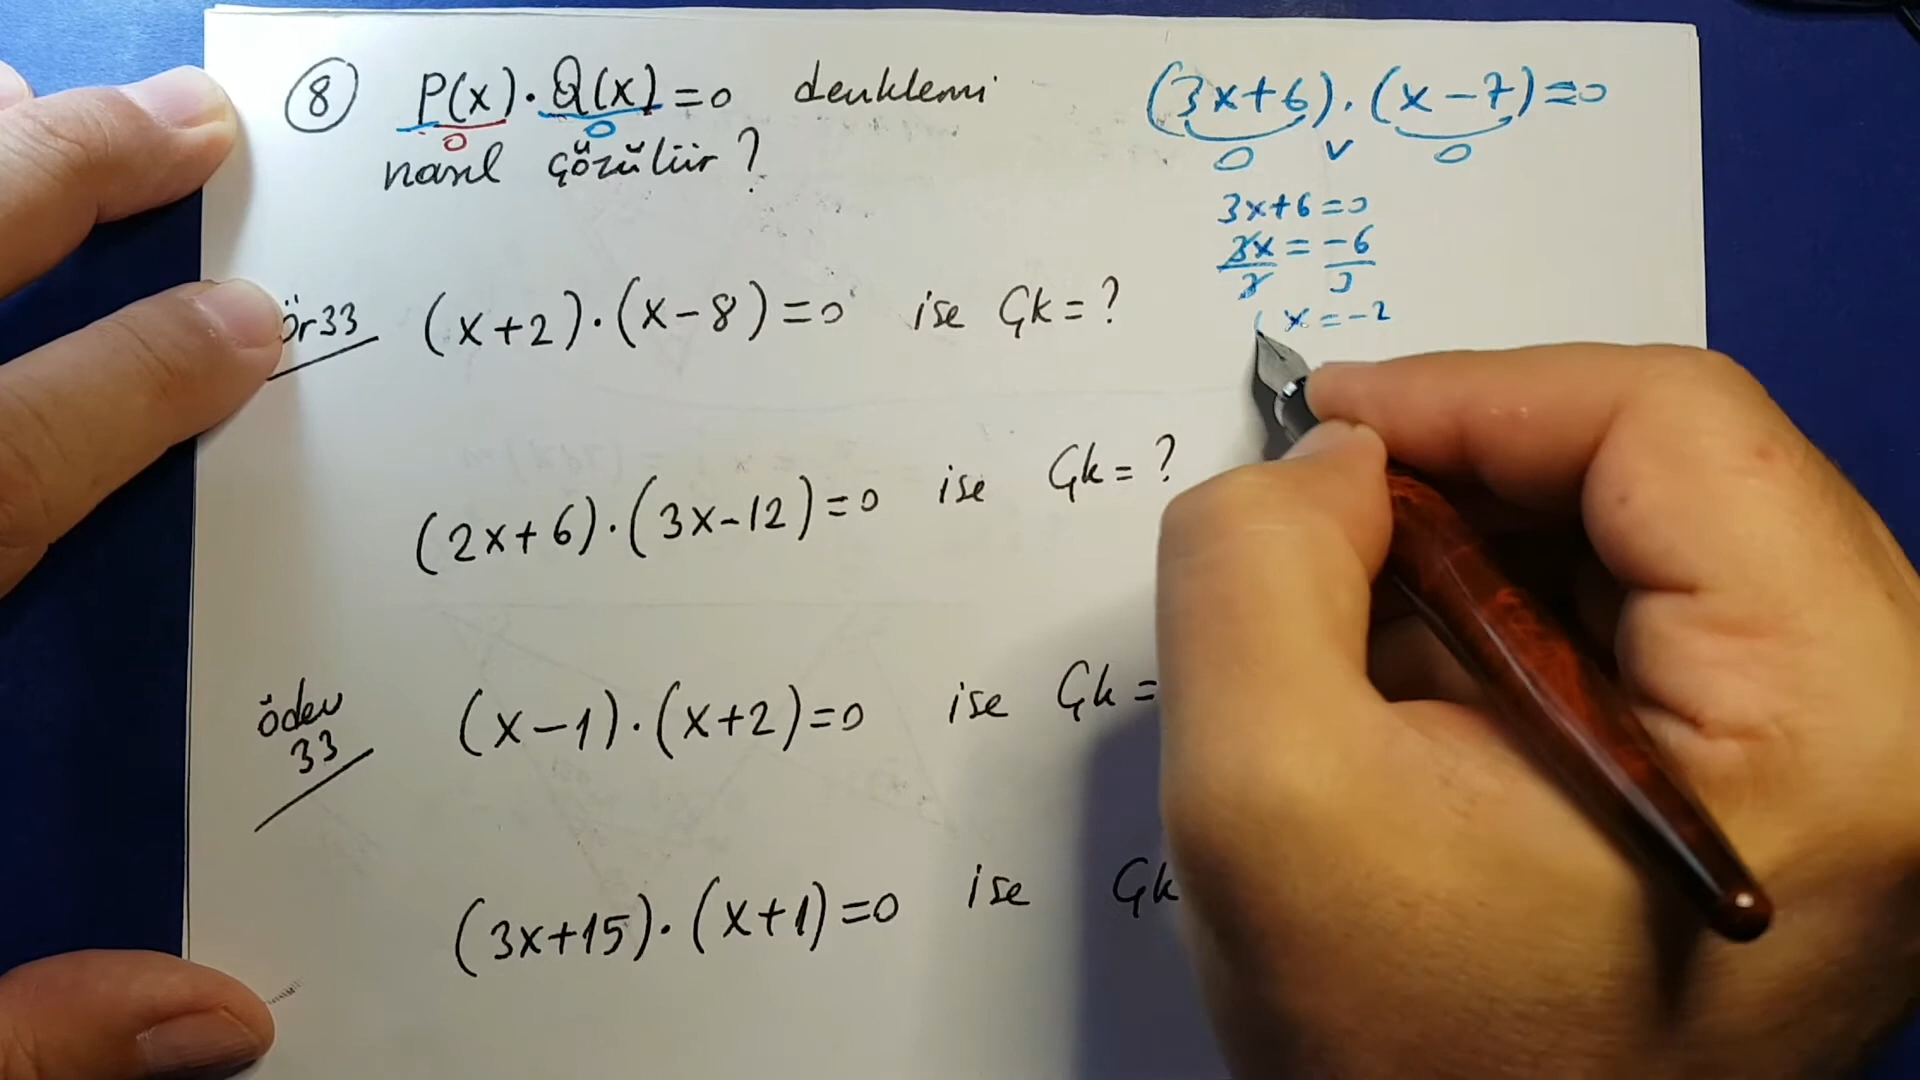 8 P(x)·Q(x)=0 denklemi
0 0
nasıl çözülür?
(3x+6)·(x-7)=0
0 v 0
3x+6=0
3x = -6
3 3
x=-2
ör33 (x+2)·(x-8)=0 ise Çk=?
(2x+6)·(3x-12)=0 ise Çk=?
ödev 33 (x-1)·(x+2)=0 ise Çk=
(3x+15)·(x+1)=0 ise Çk